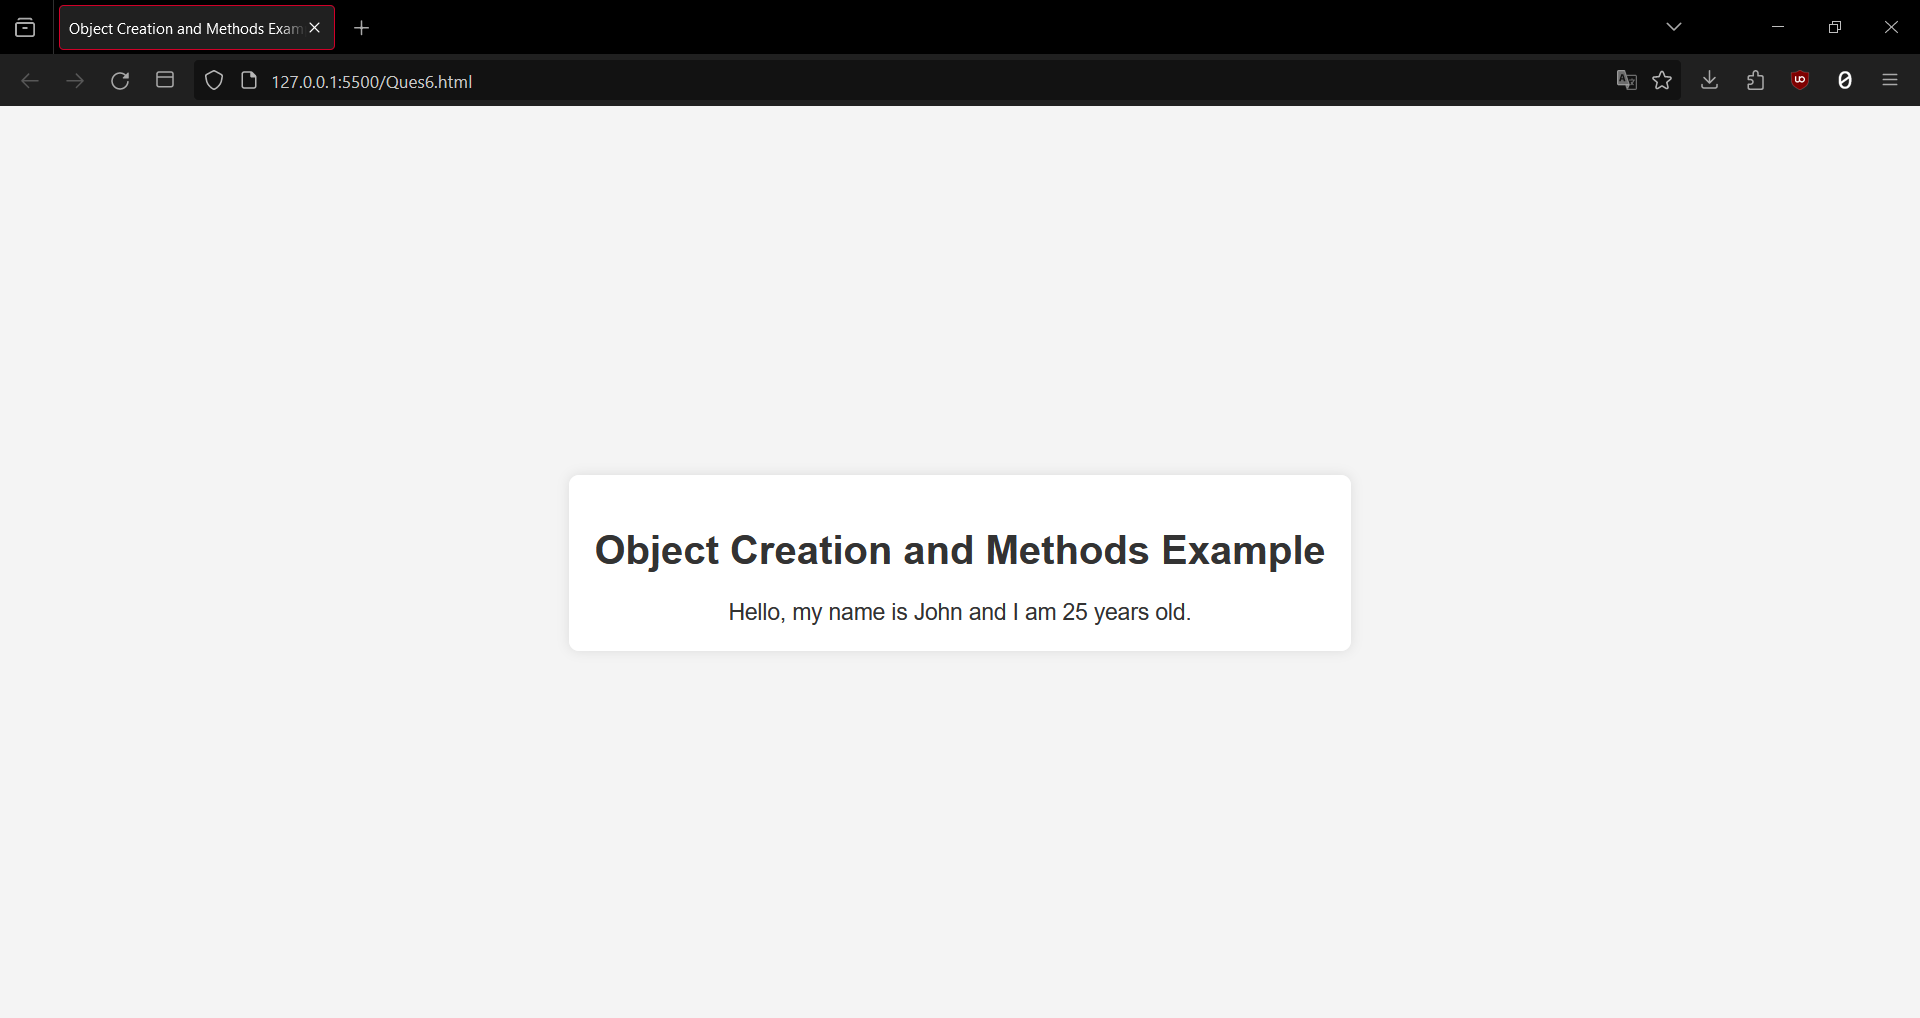 Object Creation and Methods Exam
127.0.0.1:5500/Ques6.html
Object Creation and Methods Example
Hello, my name is John and I am 25 years old.